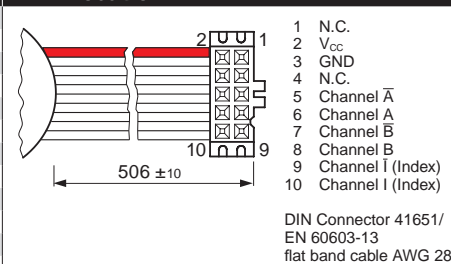 2
1
10
9
506 ±10
1 N.C.
2 Vcc
3 GND
4 N.C.
5 Channel A̅
6 Channel A
7 Channel B̅
8 Channel B
9 Channel I̅ (Index)
10 Channel I (Index)
DIN Connector 41651/
EN 60603-13
flat band cable AWG 28